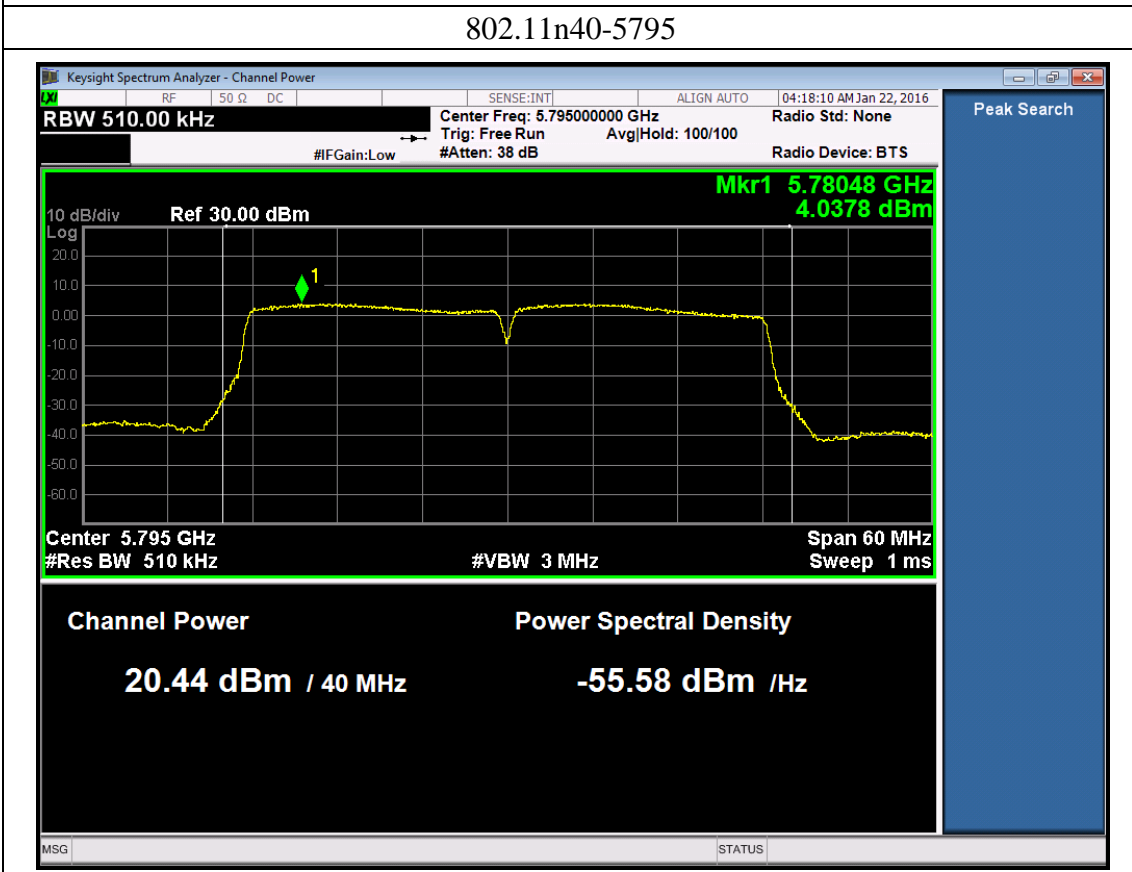 802.11n40-5795
Keysight Spectrum Analyzer - Channel Power
LXI RF 50 Ω DC SENSE:INT ALIGN AUTO 04:18:10 AM Jan 22, 2016
RBW 510.00 kHz Center Freq: 5.795000000 GHz Radio Std: None
Trig: Free Run Avg|Hold: 100/100
#IFGain:Low #Atten: 38 dB Radio Device: BTS
Peak Search
Mkr1 5.78048 GHz
4.0378 dBm
10 dB/div Ref 30.00 dBm
Log
20.0
10.0
0.00
-10.0
-20.0
-30.0
-40.0
-50.0
-60.0
1
Center 5.795 GHz Span 60 MHz
#Res BW 510 kHz #VBW 3 MHz Sweep 1 ms
Channel Power Power Spectral Density
20.44 dBm / 40 MHz -55.58 dBm /Hz
MSG STATUS